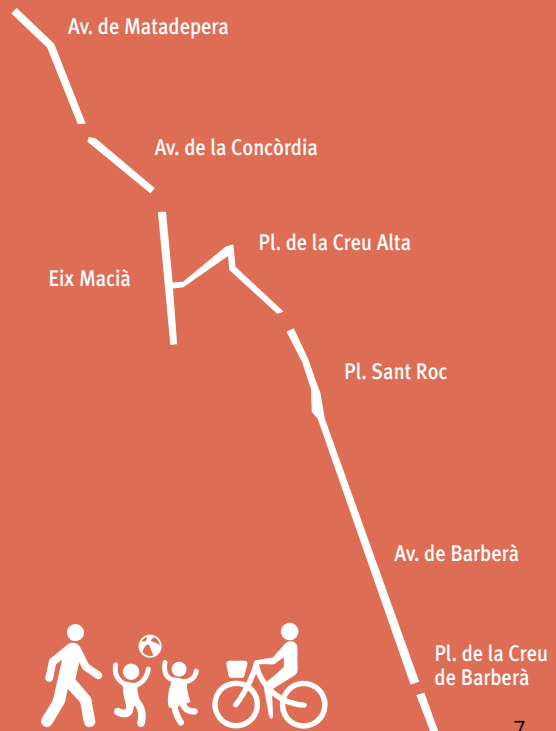 Av. de Matadepera
Av. de la Concòrdia
Pl. de la Creu Alta
Eix Macià
Pl. Sant Roc
Av. de Barberà
Pl. de la Creu
de Barberà
7